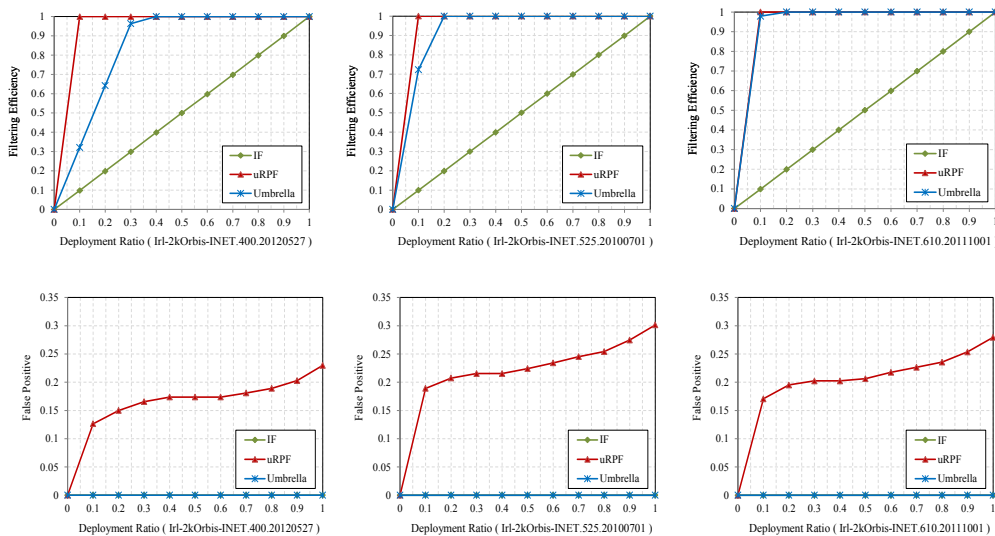 Filtering Efficiency
1
0.9
0.8
0.7
0.6
0.5
0.4
0.3
0.2
0.1
0
IF
uRPF
Umbrella
0 0.1 0.2 0.3 0.4 0.5 0.6 0.7 0.8 0.9 1
Deployment Ratio ( Irl-2kOrbis-INET.400.20120527 )
Filtering Efficiency
1
0.9
0.8
0.7
0.6
0.5
0.4
0.3
0.2
0.1
0
IF
uRPF
Umbrella
0 0.1 0.2 0.3 0.4 0.5 0.6 0.7 0.8 0.9 1
Deployment Ratio ( Irl-2kOrbis-INET.525.20100701 )
Filtering Efficiency
1
0.9
0.8
0.7
0.6
0.5
0.4
0.3
0.2
0.1
0
IF
uRPF
Umbrella
0 0.1 0.2 0.3 0.4 0.5 0.6 0.7 0.8 0.9 1
Deployment Ratio ( Irl-2kOrbis-INET.610.20111001 )
False Positive
0.35
0.3
0.25
0.2
0.15
0.1
0.05
0
IF
uRPF
Umbrella
0 0.1 0.2 0.3 0.4 0.5 0.6 0.7 0.8 0.9 1
Deployment Ratio ( Irl-2kOrbis-INET.400.20120527 )
False Positive
0.35
0.3
0.25
0.2
0.15
0.1
0.05
0
IF
uRPF
Umbrella
0 0.1 0.2 0.3 0.4 0.5 0.6 0.7 0.8 0.9 1
Deployment Ratio ( Irl-2kOrbis-INET.525.20100701 )
False Positive
0.35
0.3
0.25
0.2
0.15
0.1
0.05
0
IF
uRPF
Umbrella
0 0.1 0.2 0.3 0.4 0.5 0.6 0.7 0.8 0.9 1
Deployment Ratio ( Irl-2kOrbis-INET.610.20111001 )